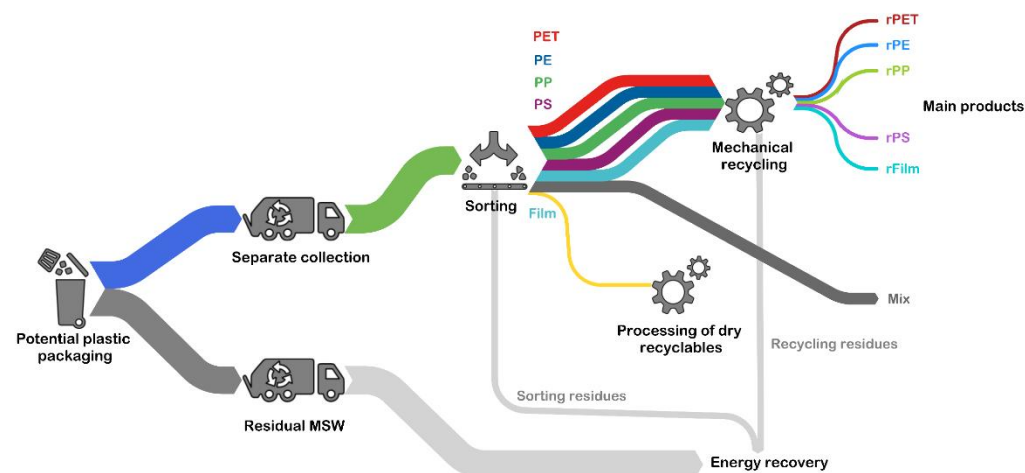 PET
PE
PP
PS
Film
rPET
rPE
rPP
rPS
rFilm
Main products
Mechanical
recycling
Sorting
Separate collection
Potential plastic
packaging
Processing of dry
recyclables
Mix
Recycling residues
Sorting residues
Residual MSW
Energy recovery